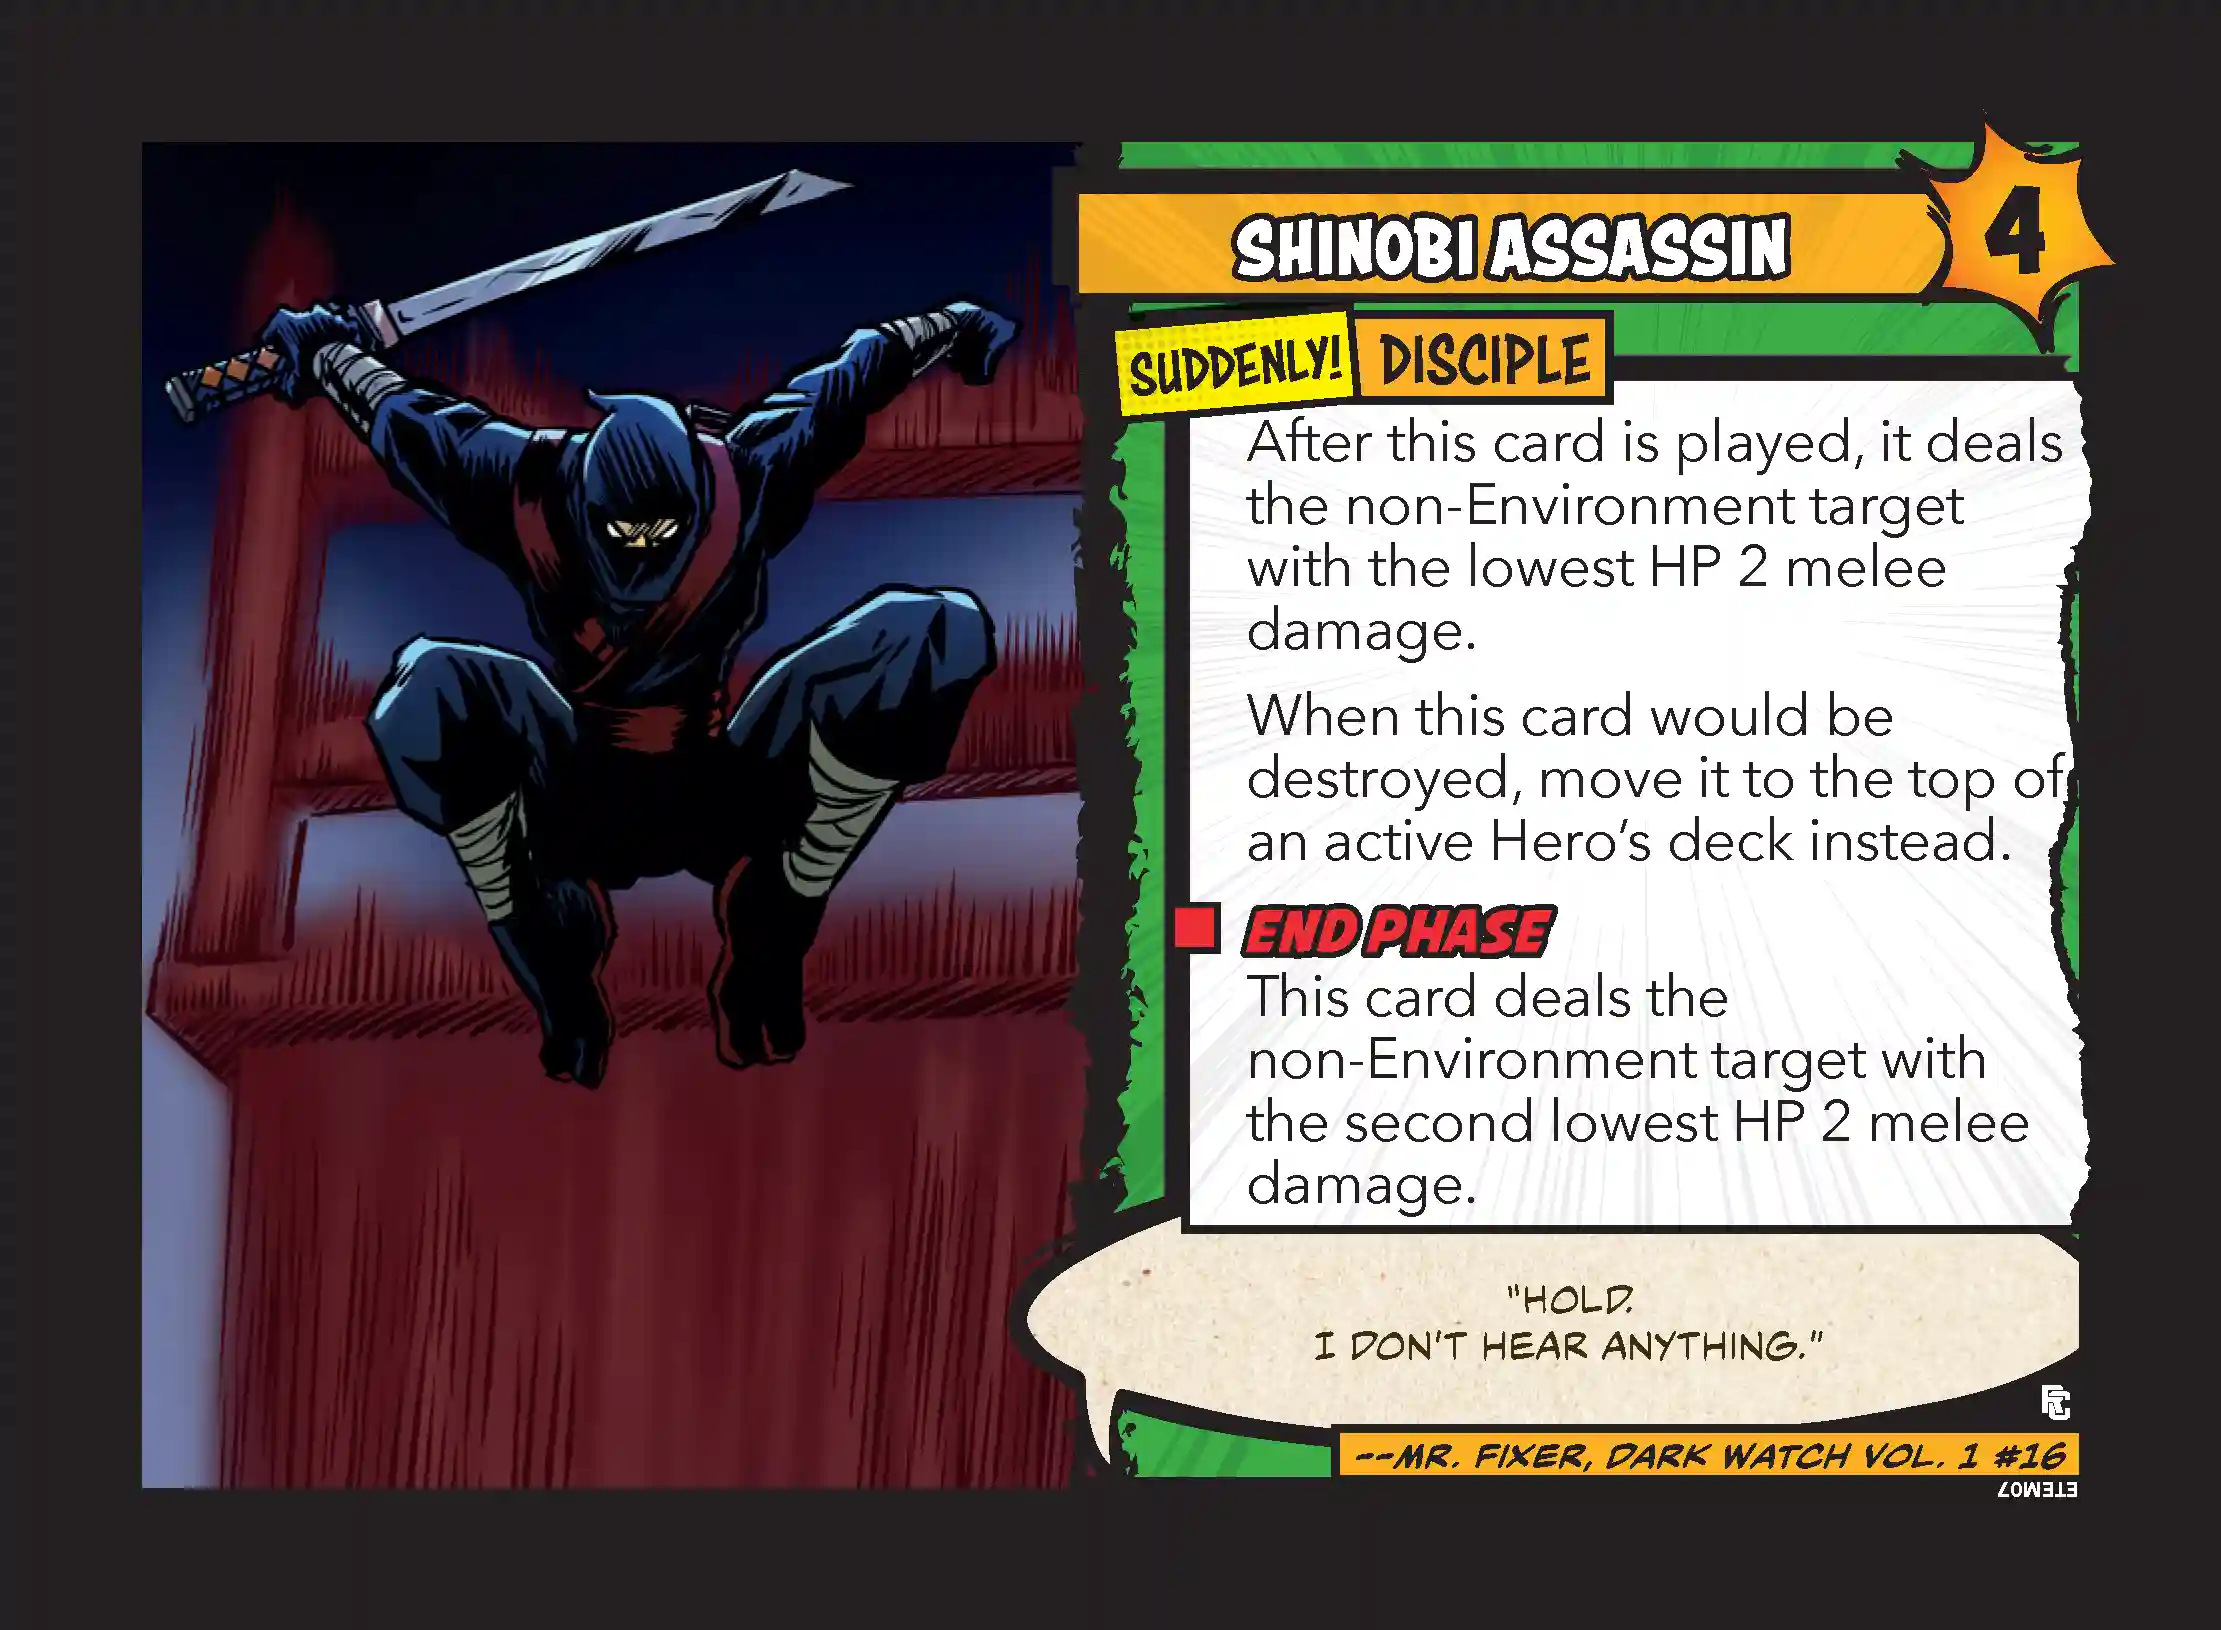 SHINOBI ASSASSIN
4
SUDDENLY!
DISCIPLE
After this card is played, it deals
the non-Environment target
with the lowest HP 2 melee
damage.
When this card would be
destroyed, move it to the top of
an active Hero's deck instead.
END PHASE
This card deals the
non-Environment target with
the second lowest HP 2 melee
damage.
"HOLD.
I DON'T HEAR ANYTHING."
RC
--MR. FIXER, DARK WATCH VOL. 1 #16
ETEM07